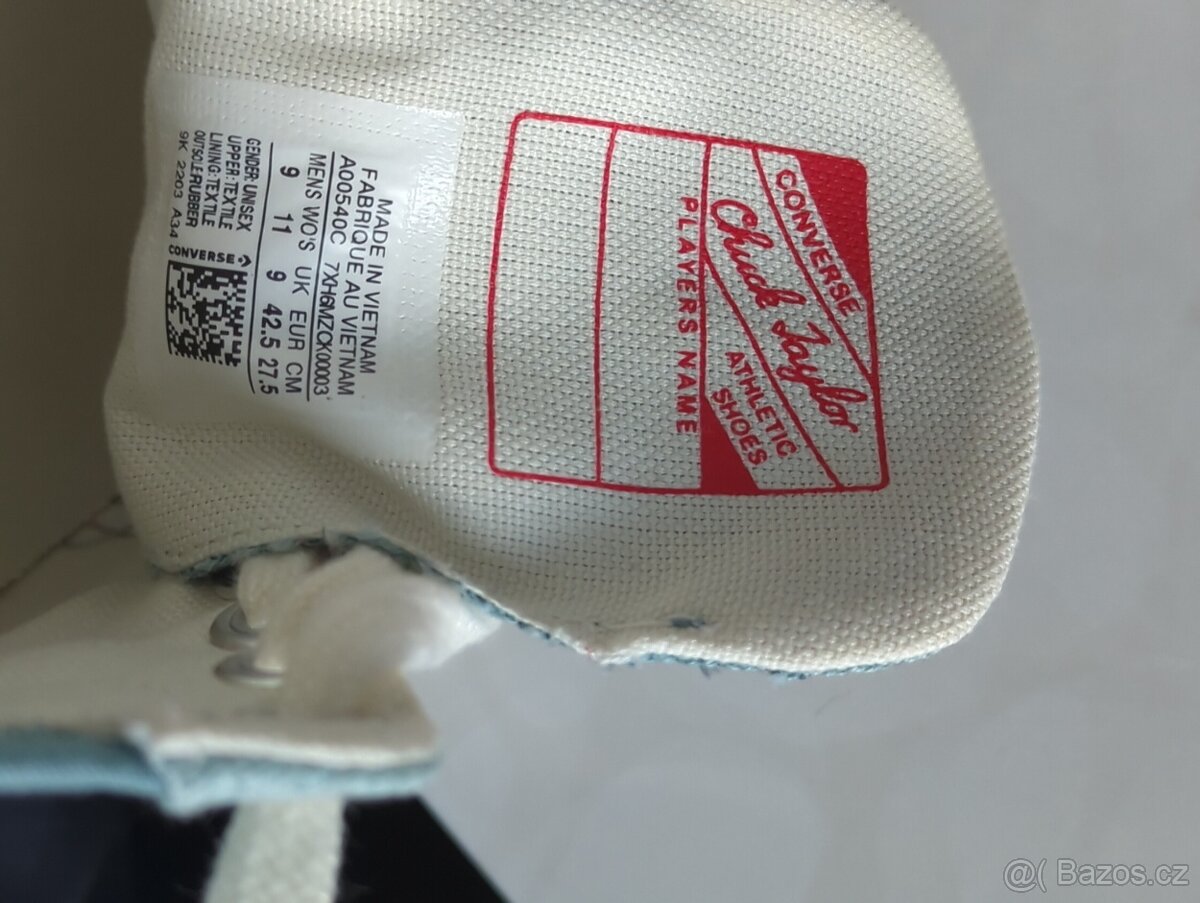 MADE IN VIETNAM
FABRIQUE AU VIETNAM
A00540C 7XH6MZCK00003
MENS WO'S UK EUR CM
9 11 9 42.5 27.5
GENDER: UNISEX
UPPER: TEXTILE
LINING: TEXTILE
OUTSOLE:RUBBER
9K 2203 A34
CONVERSE
CONVERSE
Chuck Taylor
ATHLETIC
SHOES
PLAYERS NAME
@( Bazos.cz